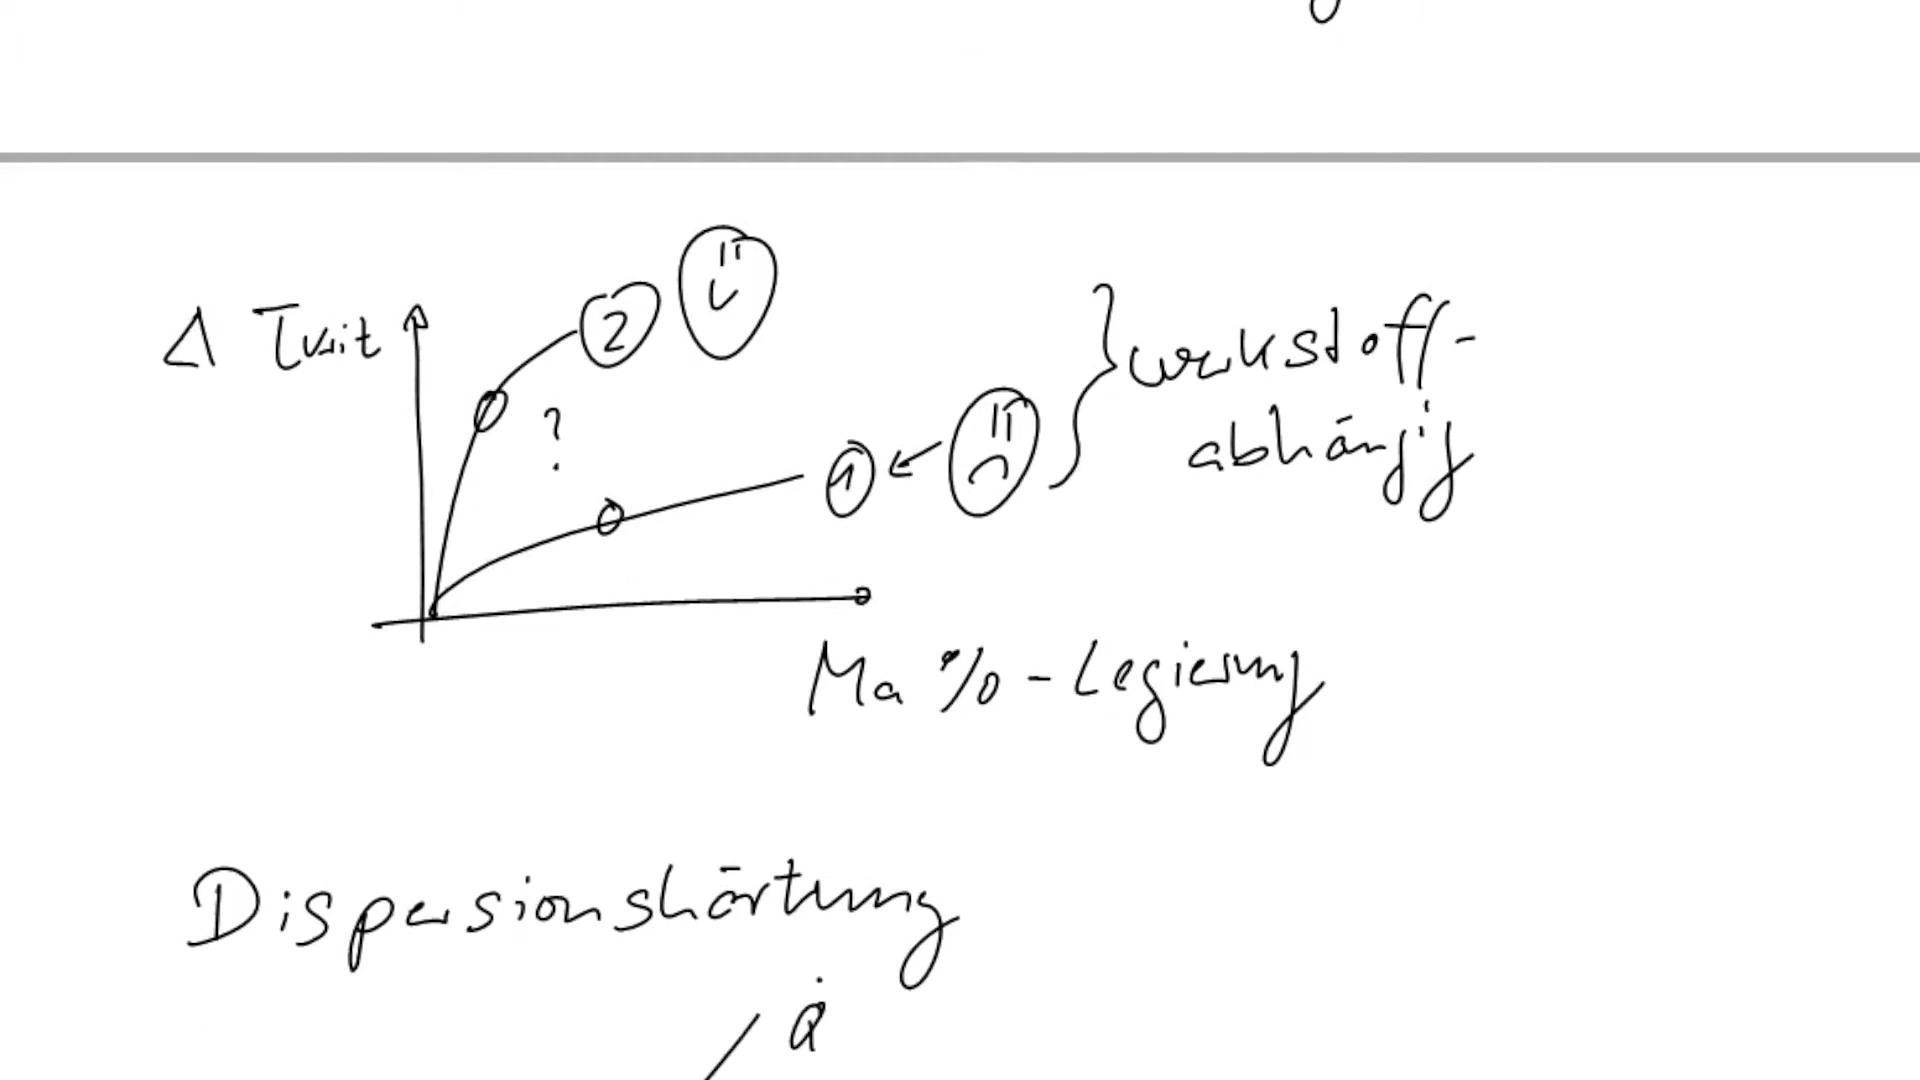 Δ τkrit
2
?
1
} werkstoff-
abhängig
Ma % - Legierung
Dispersionshärtung
Q̇